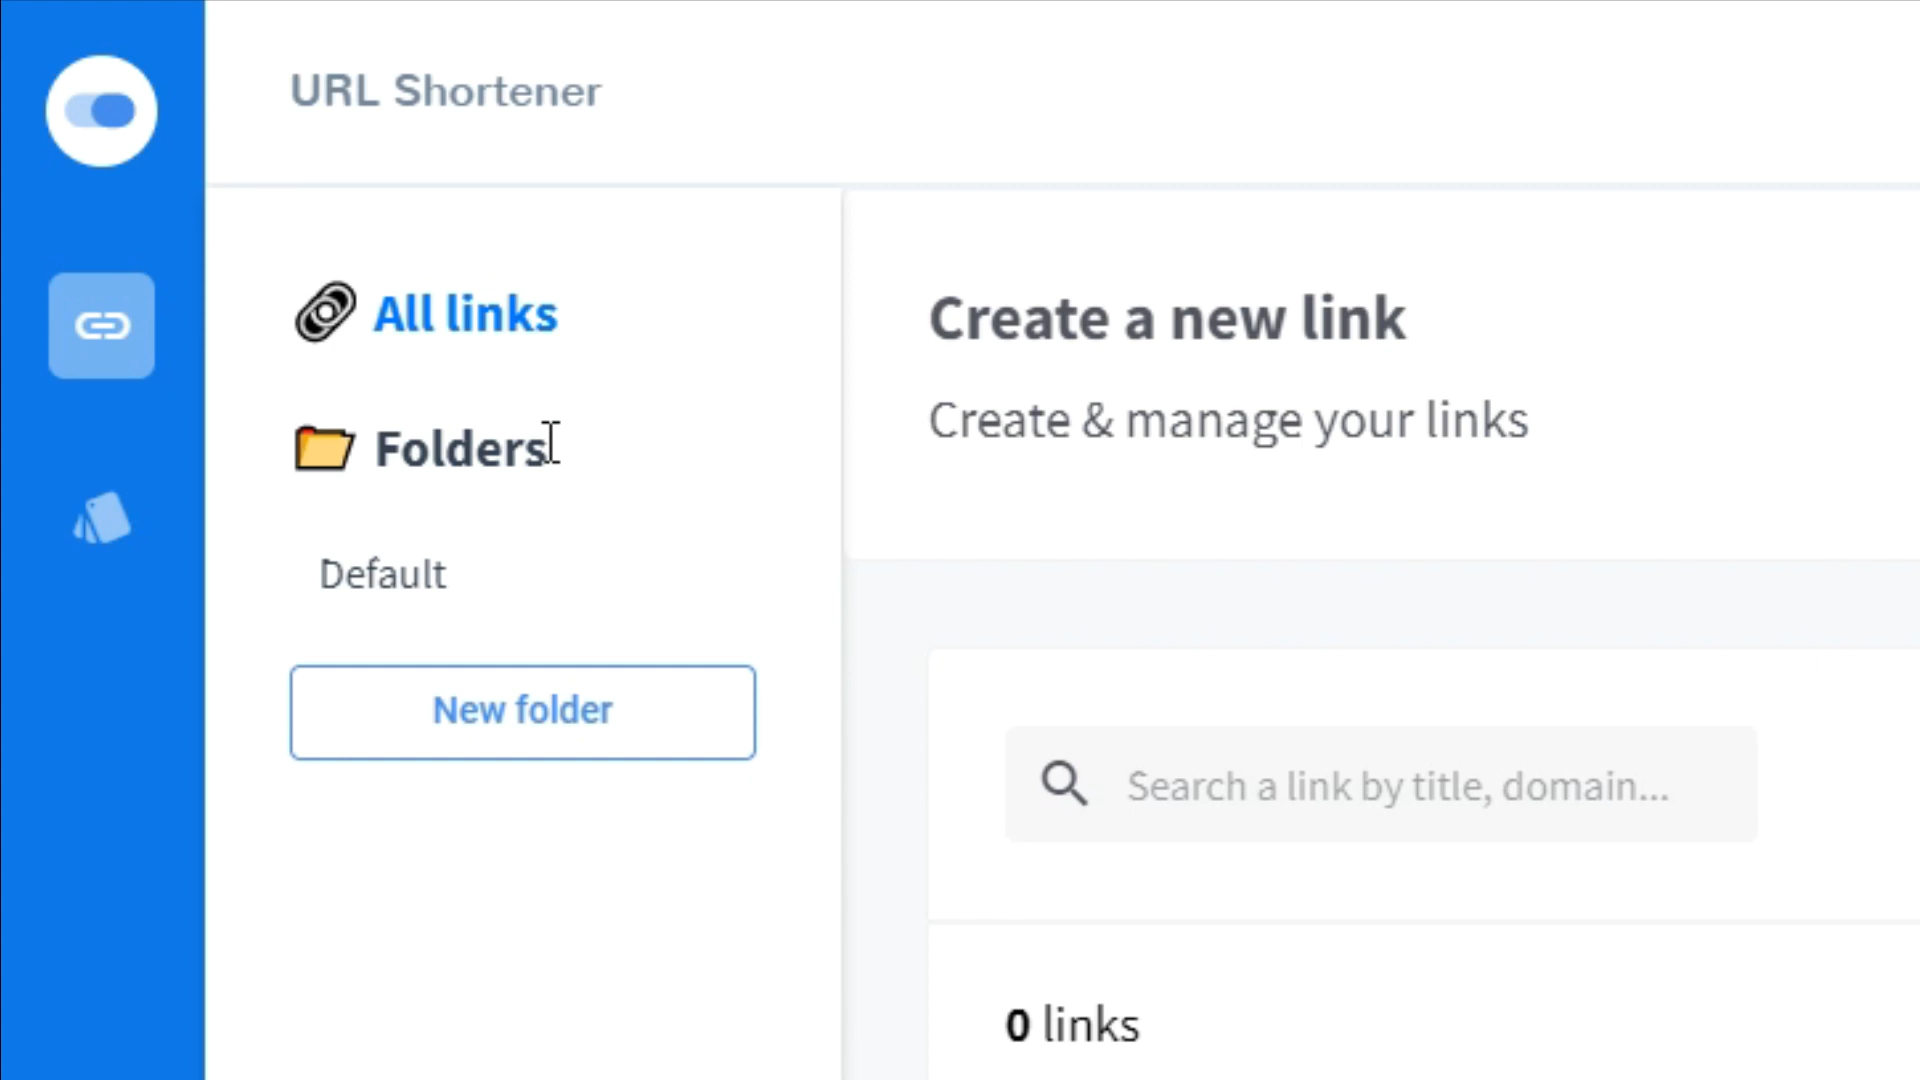 URL Shortener
All links
Folders
Default
New folder
Create a new link
Create & manage your links
Search a link by title, domain...
0 links